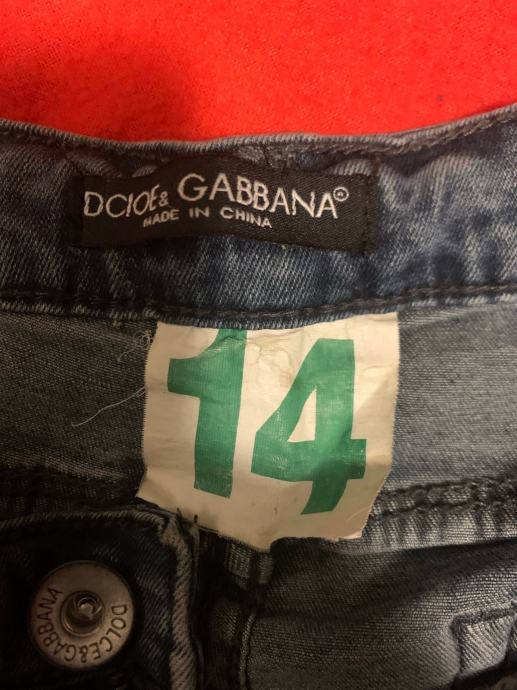 DCIOE& GABBANA®
MADE IN CHINA
14
DOLCE&GABBANA